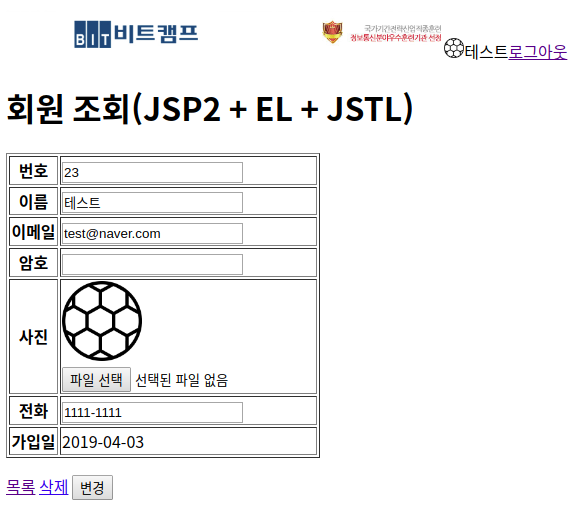 BIT 비트캠프
국가기간전략산업직종훈련
정보통신분야우수훈련기관 선정
테스트로그아웃
회원 조회(JSP2 + EL + JSTL)
번호 23
이름 테스트
이메일 test@naver.com
암호
사진
파일 선택 선택된 파일 없음
전화 1111-1111
가입일 2019-04-03
목록 삭제 변경